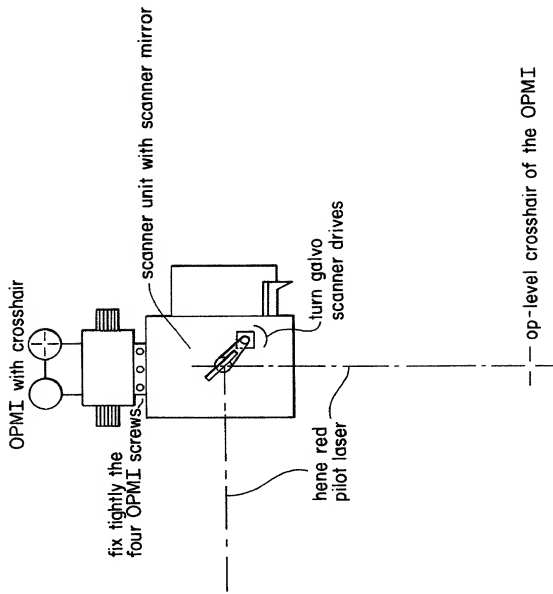 OPMI with crosshair
fix tightly the
four OPMI screws
scanner unit with scanner mirror
turn galvo
scanner drives
hene red
pilot laser
op-level crosshair of the OPMI